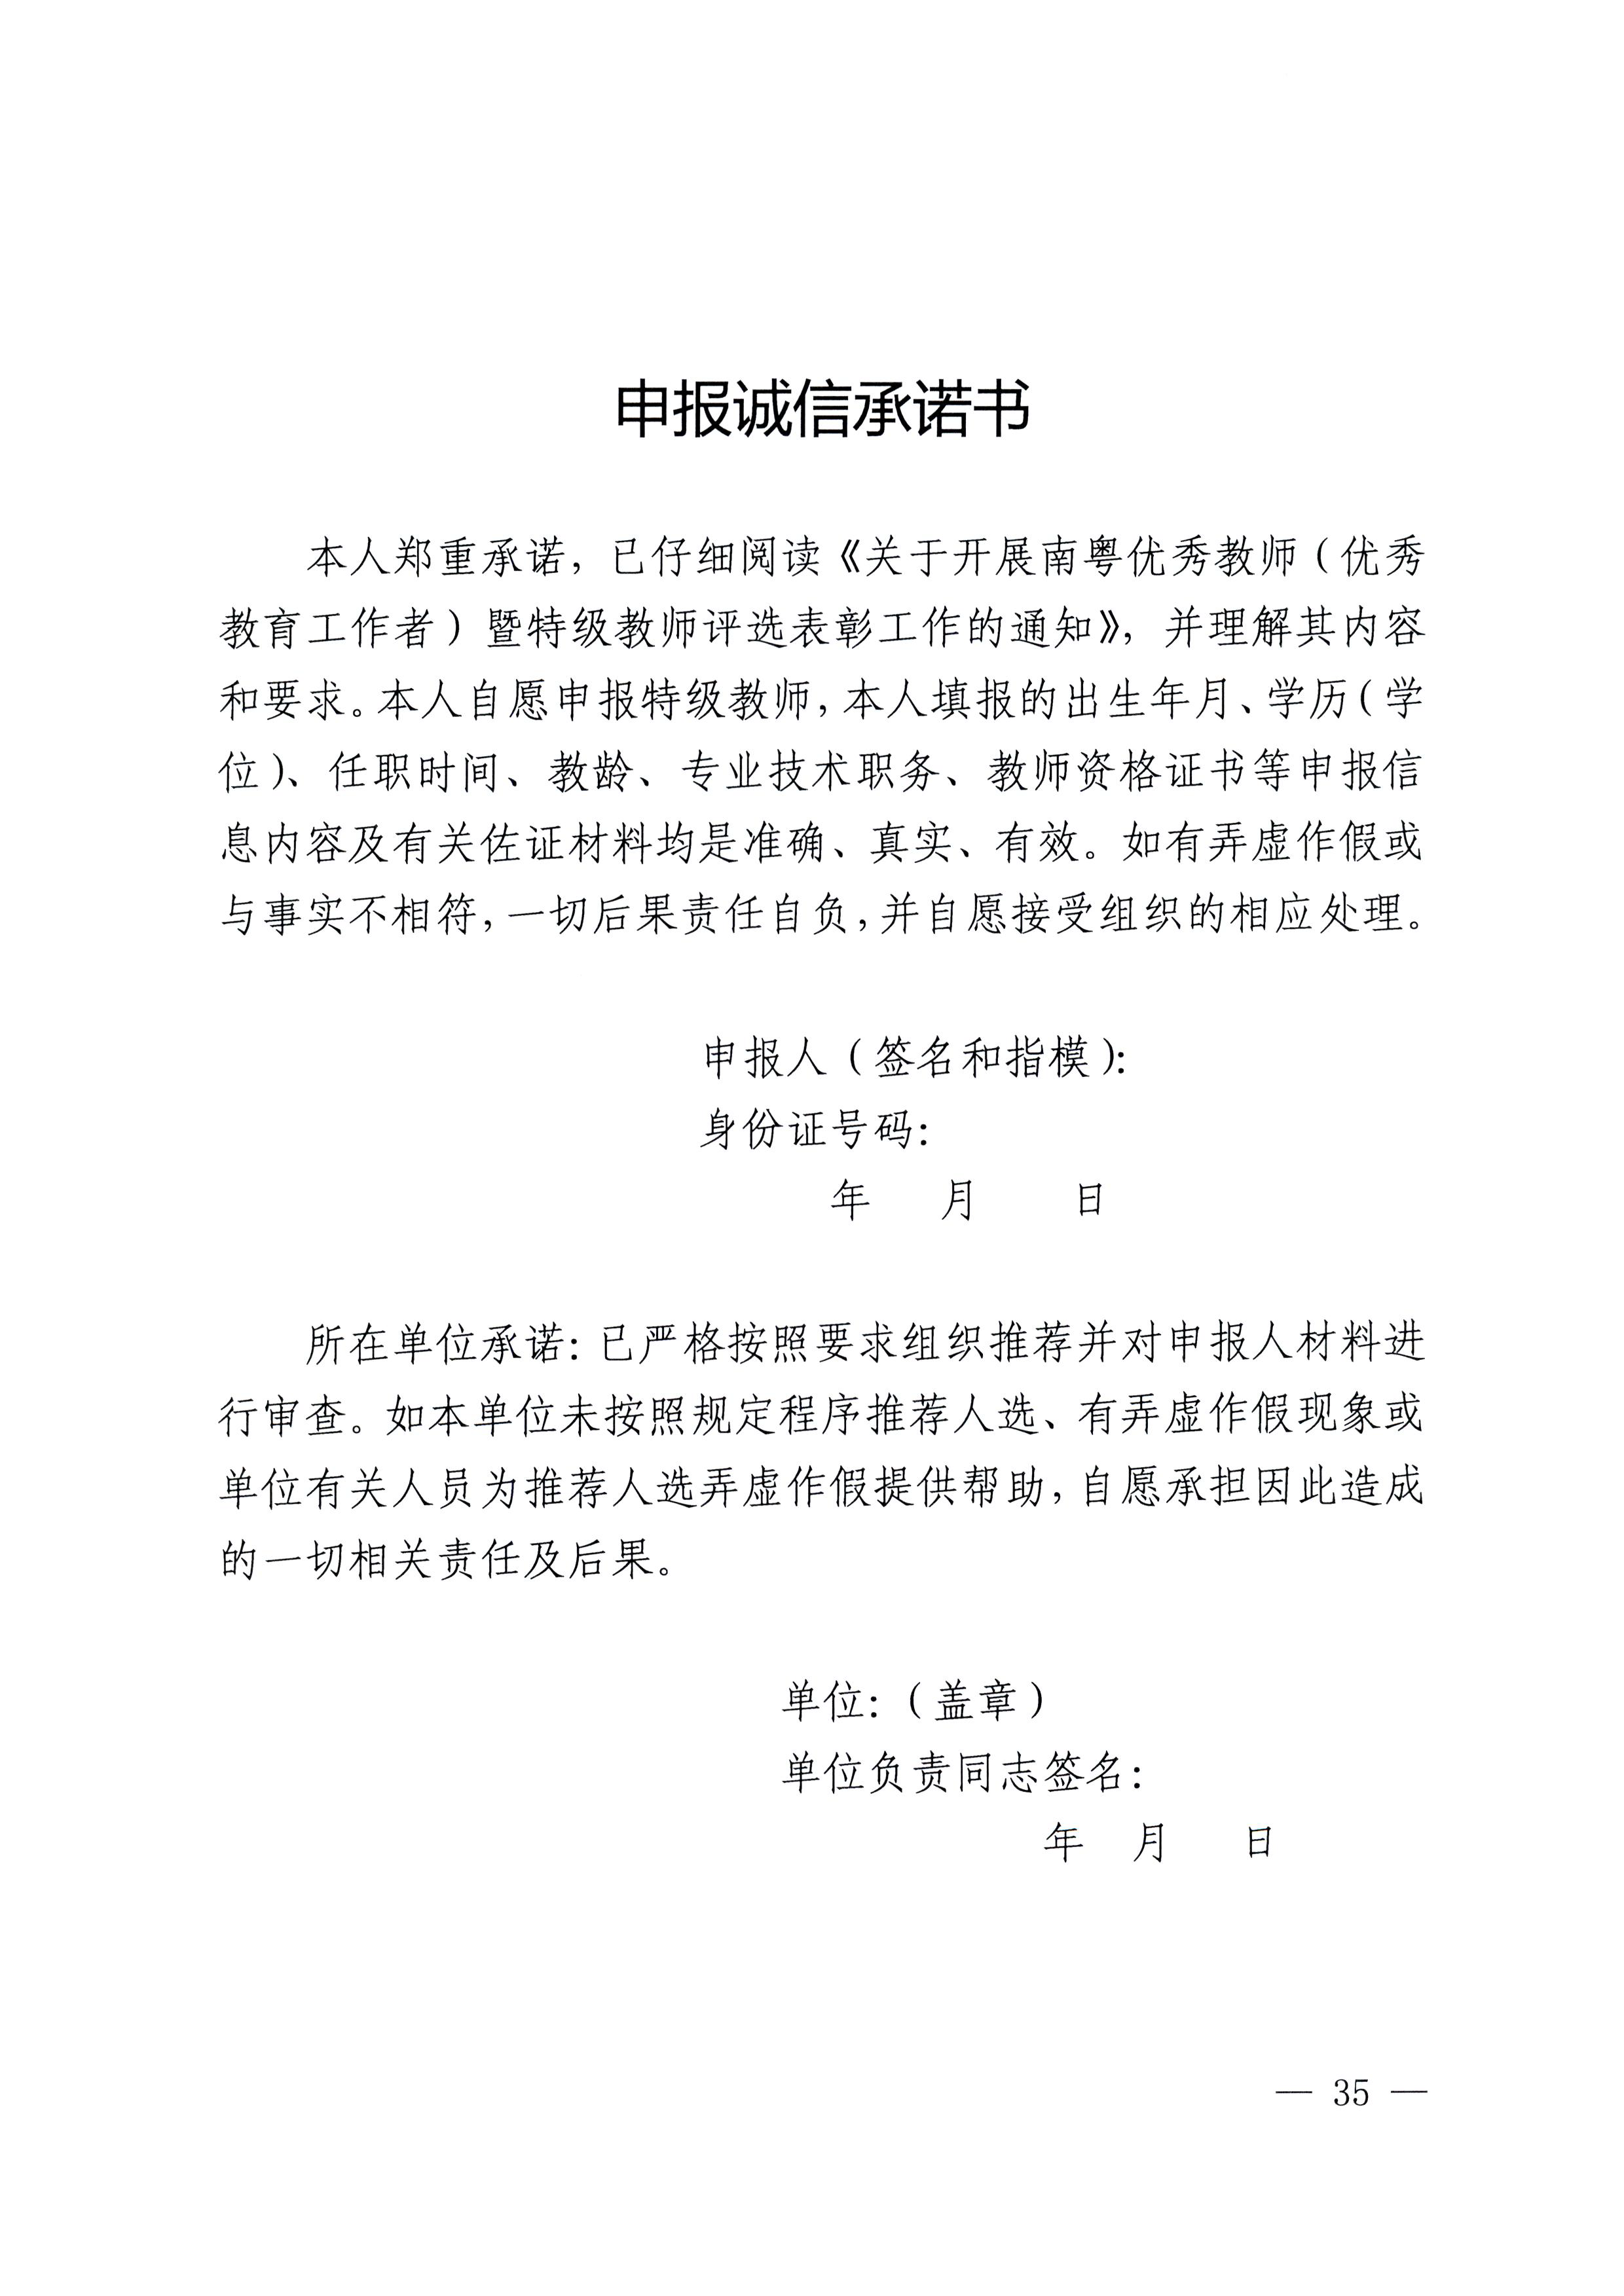 申报诚信承诺书
本人郑重承诺，已仔细阅读《关于开展南粤优秀教师（优秀
教育工作者）暨特级教师评选表彰工作的通知》，并理解其内容
和要求。本人自愿申报特级教师，本人填报的出生年月、学历（学
位）、任职时间、教龄、专业技术职务、教师资格证书等申报信
息内容及有关佐证材料均是准确、真实、有效。如有弄虚作假或
与事实不相符，一切后果责任自负，并自愿接受组织的相应处理。
申报人（签名和指模）：
身份证号码：
年 月 日
所在单位承诺：已严格按照要求组织推荐并对申报人材料进
行审查。如本单位未按照规定程序推荐人选、有弄虚作假现象或
单位有关人员为推荐人选弄虚作假提供帮助，自愿承担因此造成
的一切相关责任及后果。
单位：（盖章）
单位负责同志签名：
年 月 日
— 35 —